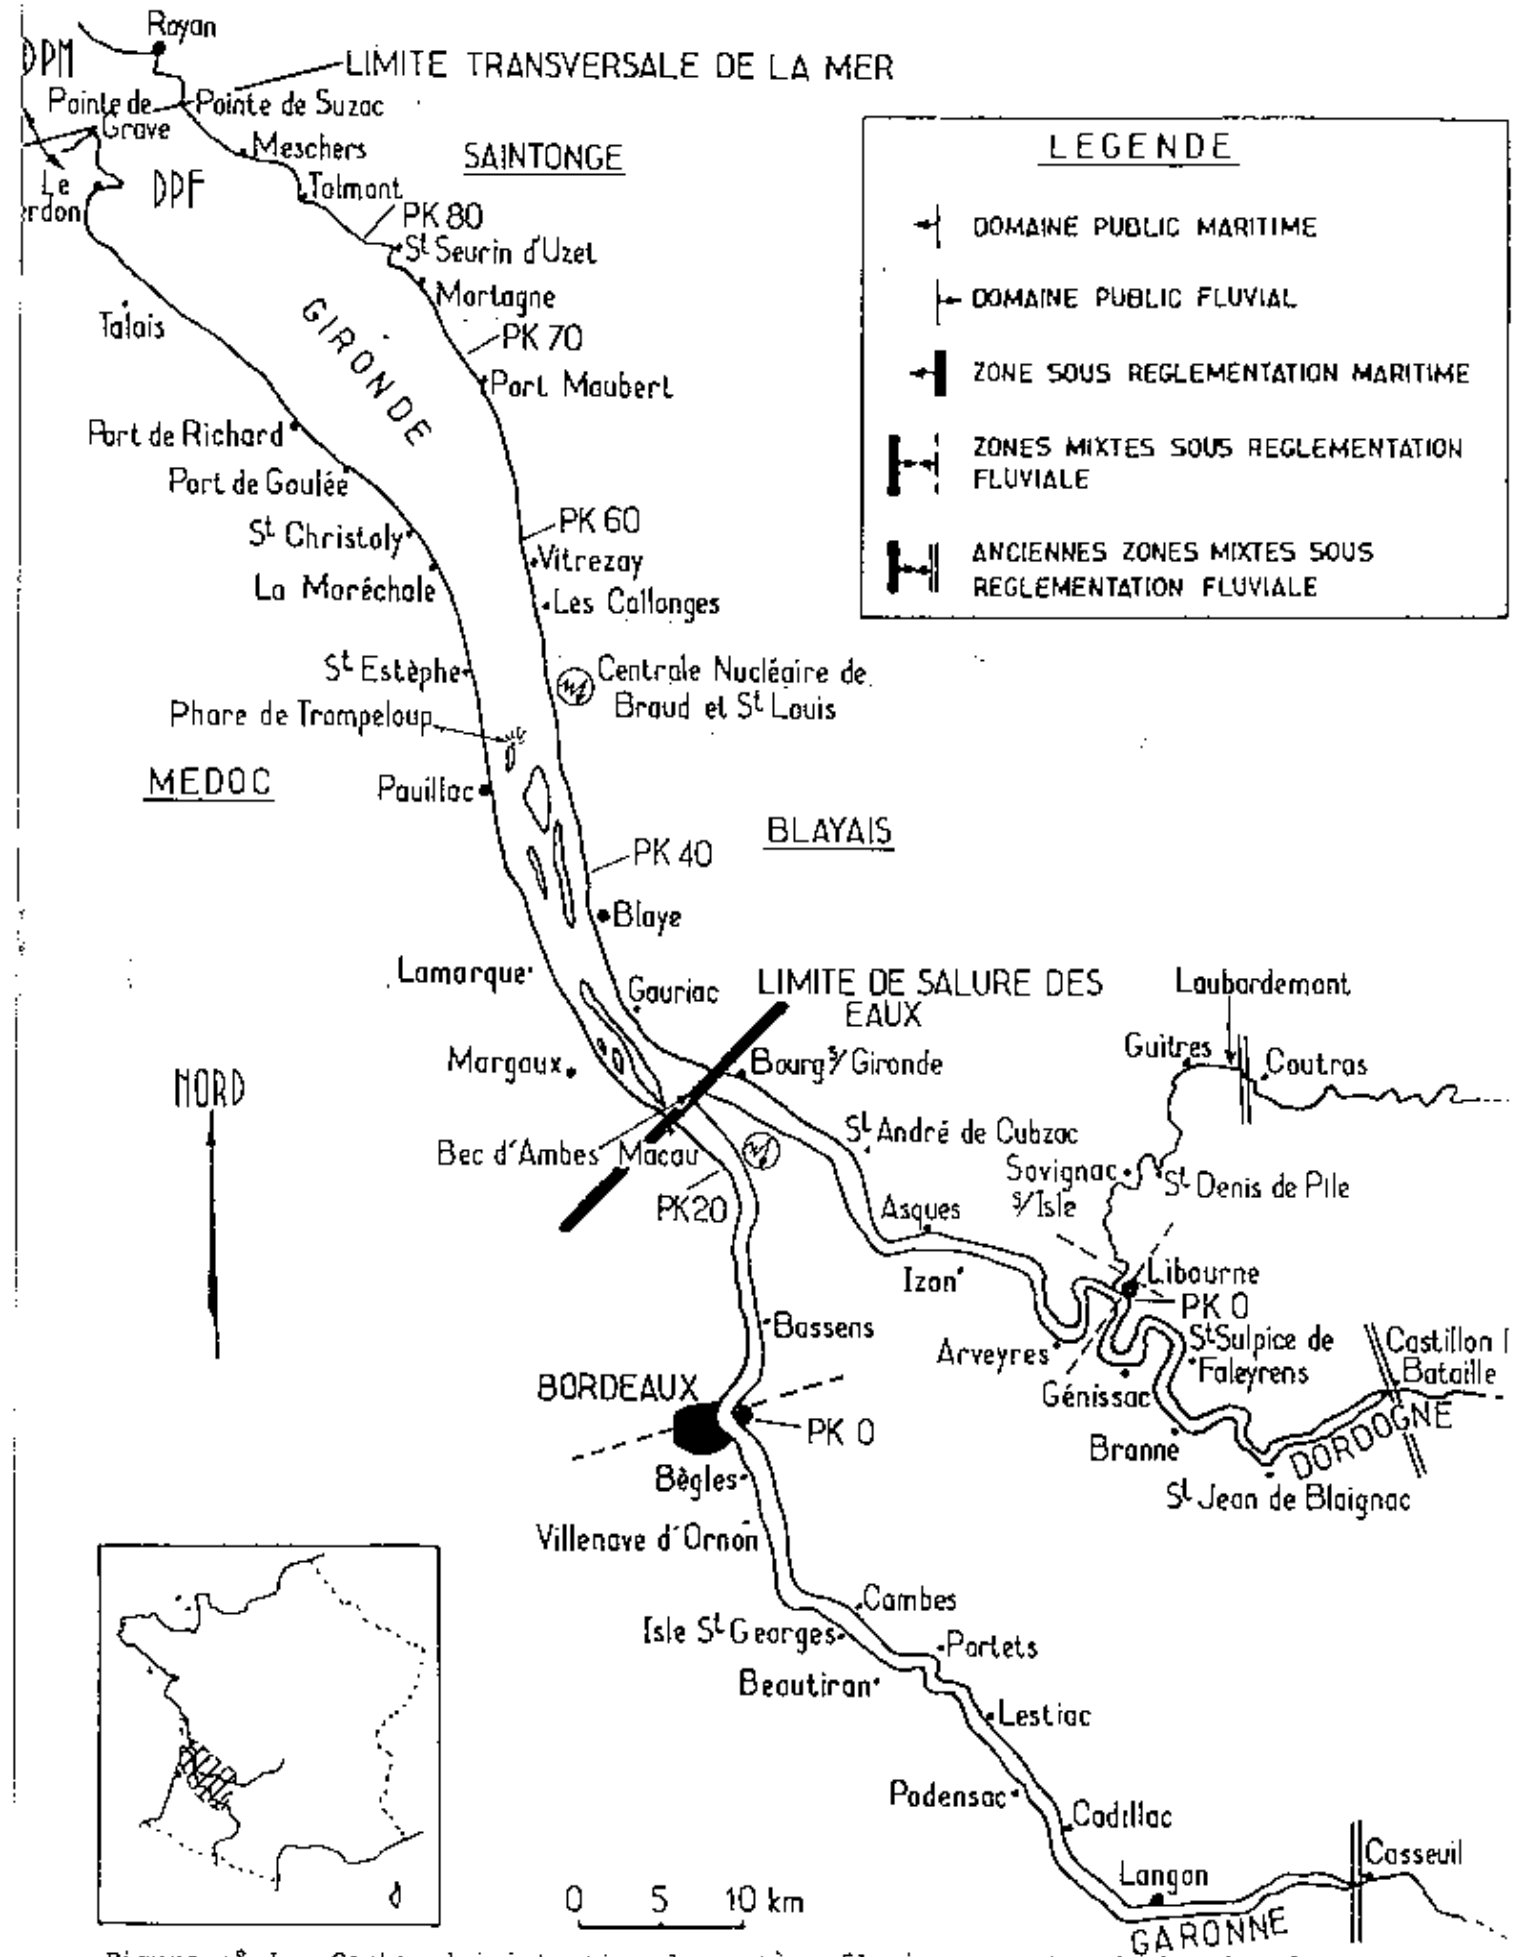 Royan
DPM
LIMITE TRANSVERSALE DE LA MER
Pointe de
Grave
Pointe de Suzac
Meschers
SAINTONGE
Le
rdon
DPF
Talmont
PK 80
St Seurin d'Uzet
Mortagne
Talais
GIRONDE
PK 70
Port Maubert
Port de Richard
Port de Goulée
St Christoly
PK 60
Vitrezay
La Maréchale
Les Callonges
St Estèphe
Centrale Nucléaire de
Braud et St Louis
Phare de Trompeloup
MEDOC
Pauillac
BLAYAIS
PK 40
Blaye
Lamarque
Gauriac
LIMITE DE SALURE DES
EAUX
Laubardemont
Guitres
Coutras
Margaux
Bourg s/ Gironde
NORD
Bec d'Ambes
Macau
St André de Cubzac
Savignac
s/Isle
St Denis de Pile
PK20
Asques
Izon
Libourne
PK 0
Bassens
Arveyres
St Sulpice de
Faleyrens
Castillon l
Bataille
Génissac
BORDEAUX
PK 0
Branne
DORDOGNE
Bègles
St Jean de Blaignac
Villenave d'Ornon
Cambes
Isle St Georges
Portets
Beautiran
Lestiac
Podensac
Cadillac
Langon
Casseuil
GARONNE
0 5 10 km
LEGENDE
DOMAINE PUBLIC MARITIME
DOMAINE PUBLIC FLUVIAL
ZONE SOUS REGLEMENTATION MARITIME
ZONES MIXTES SOUS REGLEMENTATION
FLUVIALE
ANCIENNES ZONES MIXTES SOUS
REGLEMENTATION FLUVIALE